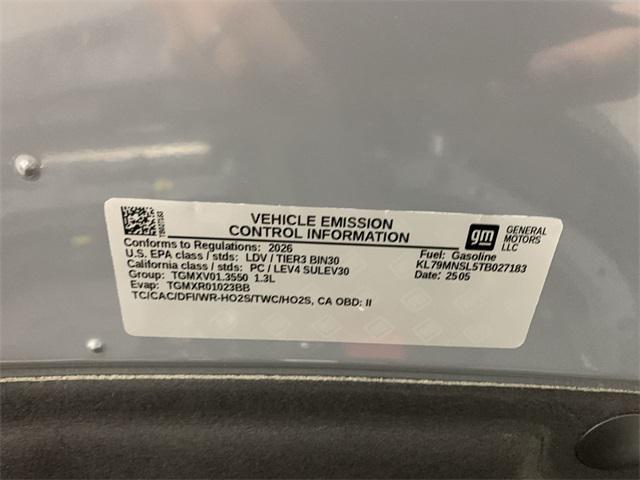 TB027183
VEHICLE EMISSION
CONTROL INFORMATION
gm
GENERAL
MOTORS
LLC
Conforms to Regulations: 2026
U.S. EPA class / stds: LDV / TIER3 BIN30
California class / stds: PC / LEV4 SULEV30
Group: TGMXV01.3550 1.3L
Evap: TGMXR01023BB
TC/CAC/DFI/WR-HO2S/TWC/HO2S, CA OBD: II
Fuel: Gasoline
KL79MNSL5TB027183
Date: 2505